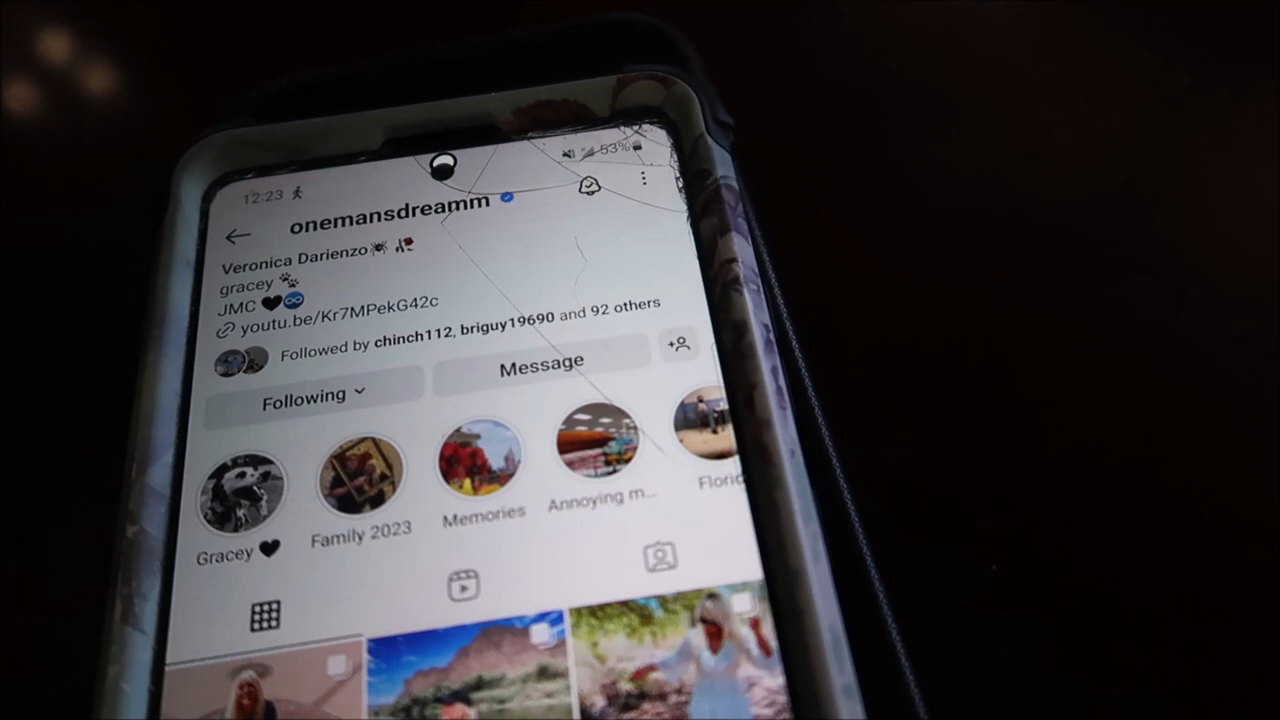 12:23 53%
onemansdreamm
Veronica Darienzo🕷️🥀
gracey 🐾
JMC 🖤♾️
youtu.be/Kr7MPekG42c
Followed by chinch112, briguy19690 and 92 others
Following Message
Gracey 🖤 Family 2023 Memories Annoying m... Floric